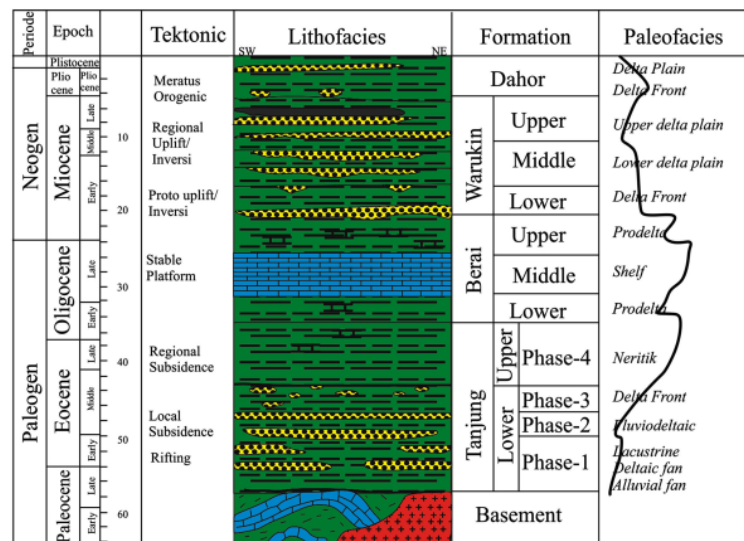 Periode
Epoch
Tektonic
Lithofacies
SW
NE
Formation
Paleofacies
Neogen
Paleogen
Plistocene
Plio
cene
Plio
cene
Miocene
Late
Middle
Early
Oligocene
Late
Early
Eocene
Late
Middle
Early
Paleocene
Late
Early
10
20
30
40
50
60
Meratus
Orogenic
Regional
Uplift/
Inversi
Proto uplift/
Inversi
Stable
Platform
Regional
Subsidence
Local
Subsidence
Rifting
Dahor
Warukin
Upper
Middle
Lower
Berai
Upper
Middle
Lower
Tanjung
Upper
Phase-4
Lower
Phase-3
Phase-2
Phase-1
Basement
Delta Plain
Delta Front
Upper delta plain
Lower delta plain
Delta Front
Prodelta
Shelf
Prodelta
Neritik
Delta Front
Fluviodeltaic
Lacustrine
Deltaic fan
Alluvial fan